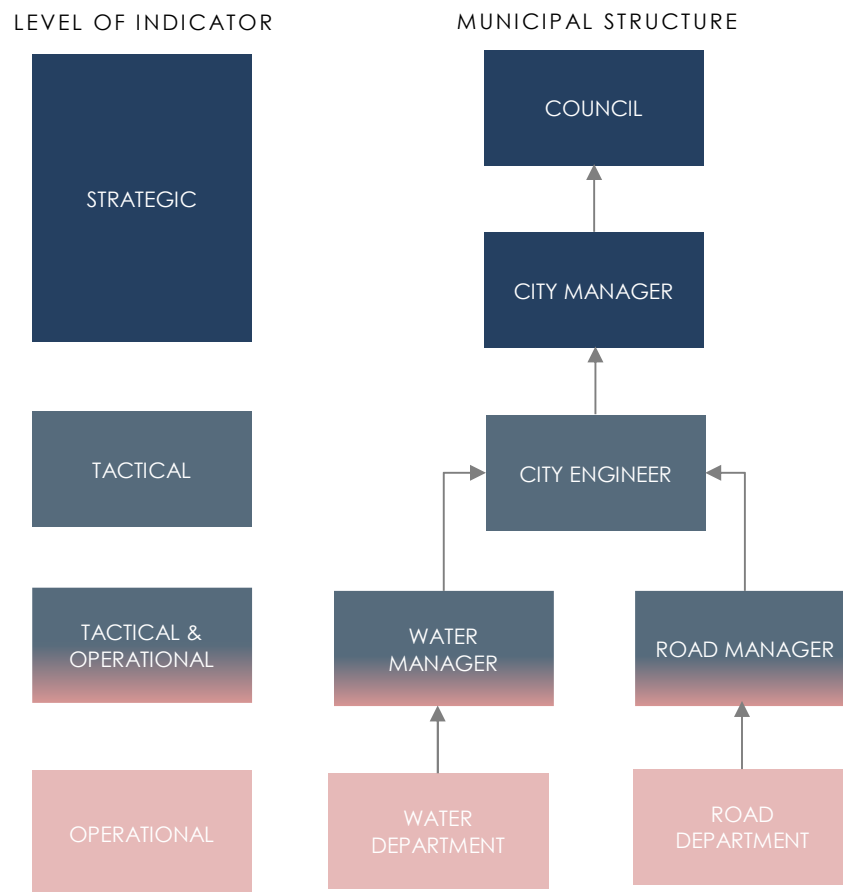 LEVEL OF INDICATOR
MUNICIPAL STRUCTURE
STRATEGIC
COUNCIL
CITY MANAGER
TACTICAL
CITY ENGINEER
TACTICAL &
OPERATIONAL
WATER
MANAGER
ROAD MANAGER
OPERATIONAL
WATER
DEPARTMENT
ROAD
DEPARTMENT